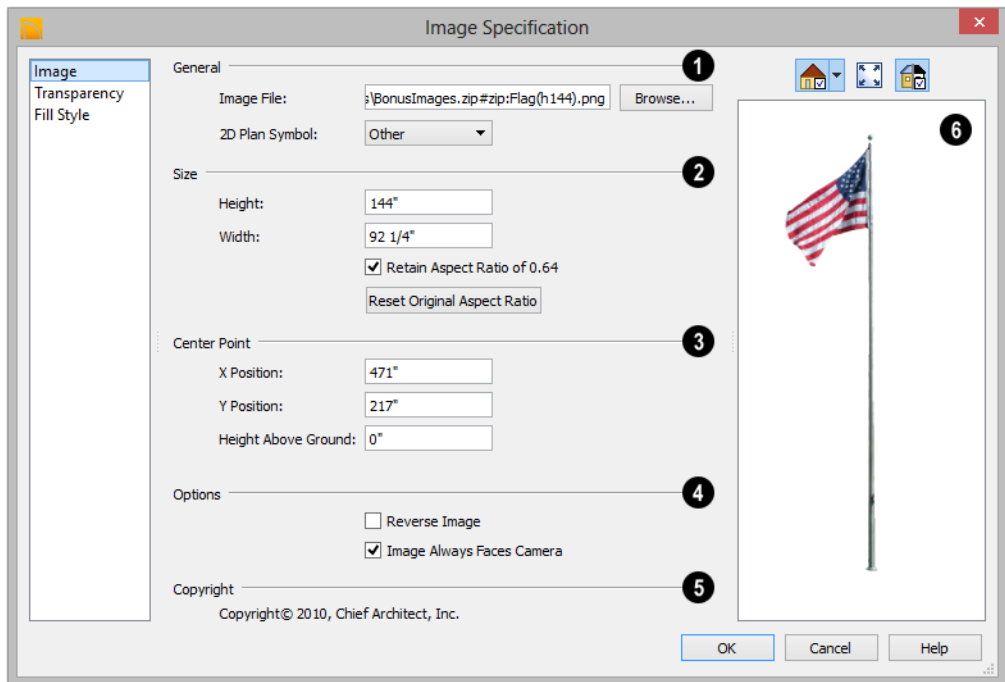 Image Specification
Image
Transparency
Fill Style
General
1
Image File:
s\BonusImages.zip#zip:Flag(h144).png
Browse...
2D Plan Symbol:
Other
Size
2
Height:
144"
Width:
92 1/4"
Retain Aspect Ratio of 0.64
Reset Original Aspect Ratio
Center Point
3
X Position:
471"
Y Position:
217"
Height Above Ground:
0"
Options
4
Reverse Image
Image Always Faces Camera
Copyright
5
Copyright© 2010, Chief Architect, Inc.
6
OK
Cancel
Help